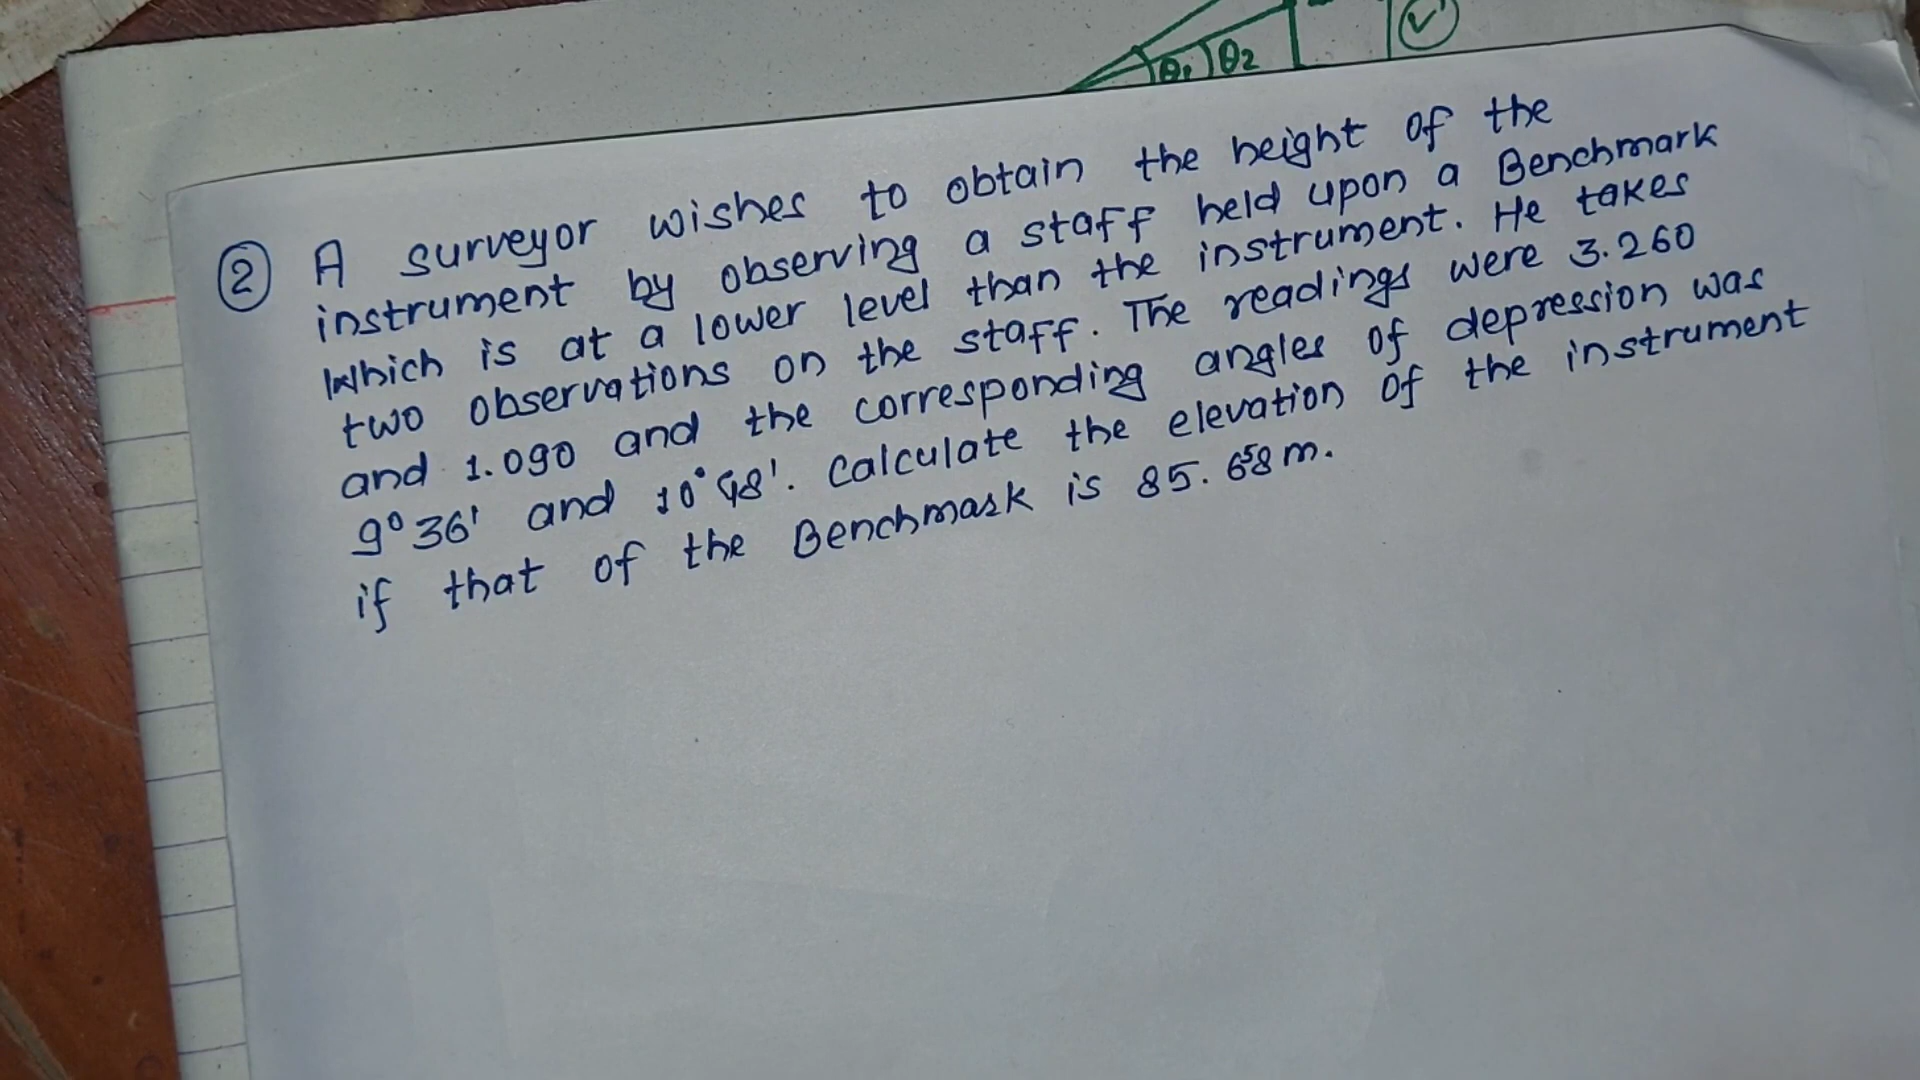 θ1 θ2
② A surveyor wishes to obtain the height of the
instrument by observing a staff held upon a Benchmark
which is at a lower level than the instrument. He takes
two observations on the staff. The readings were 3.260
and 1.090 and the corresponding angles of depression was
9° 36' and 10° 48'. Calculate the elevation of the instrument
if that of the Benchmark is 85.658 m.